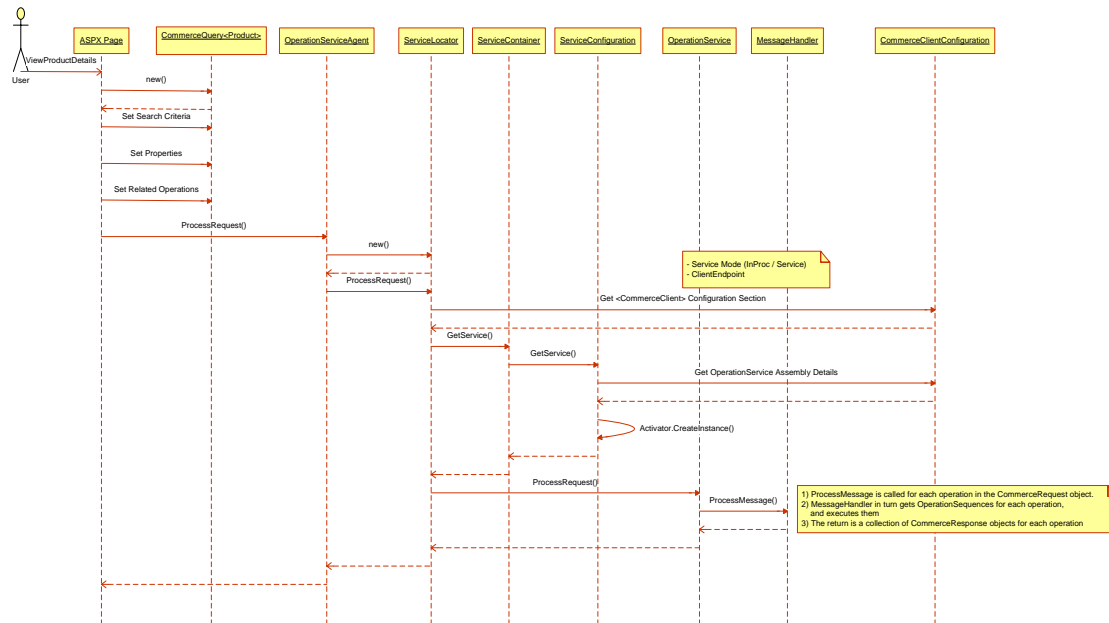 ASPX Page
CommerceQuery<Product>
OperationServiceAgent
ServiceLocator
ServiceContainer
ServiceConfiguration
OperationService
MessageHandler
CommerceClientConfiguration
ViewProductDetails
User
new()
Set Search Criteria
Set Properties
Set Related Operations
ProcessRequest()
new()
- Service Mode (InProc / Service)
- ClientEndpoint
ProcessRequest()
Get <CommerceClient> Configuration Section
GetService()
GetService()
Get OperationService Assembly Details
Activator.CreateInstance()
ProcessRequest()
ProcessMessage()
1) ProcessMessage is called for each operation in the CommerceRequest object.
2) MessageHandler in turn gets OperationSequences for each operation,
and executes them
3) The return is a collection of CommerceResponse objects for each operation